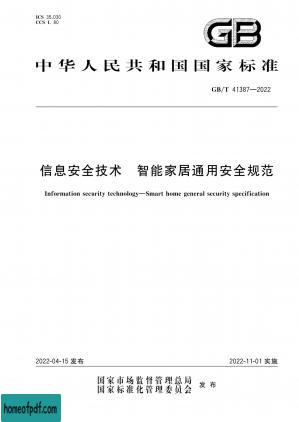 ICS 35.030
CCS L 80
GB
中华人民共和国国家标准
GB/T 41387—2022
信息安全技术 智能家居通用安全规范
Information security technology—Smart home general security specification
2022-04-15 发布 2022-11-01 实施
国家市场监督管理总局
国家标准化管理委员会 发布
homeofpdf.com